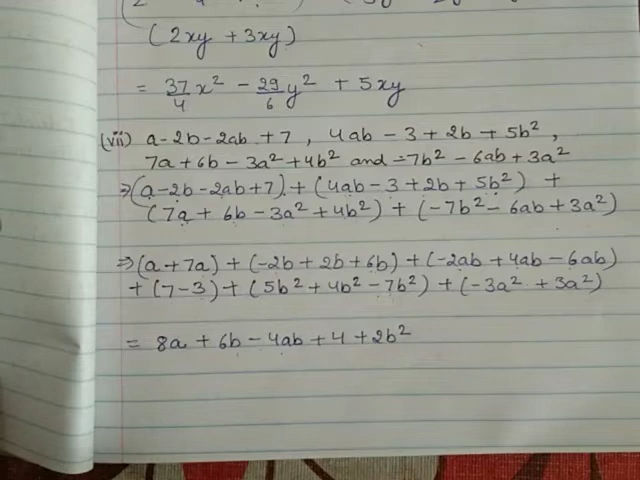 (2xy + 3xy)
= 37/4 x² - 29/6 y² + 5xy
(vii) a-2b-2ab+7, 4ab-3+2b+5b²,
7a+6b-3a²+4b² and -7b²-6ab+3a²
⇒ (a-2b-2ab+7) + (4ab-3+2b+5b²) +
(7a+6b-3a²+4b²) + (-7b²-6ab+3a²)
⇒ (a+7a) + (-2b+2b+6b) + (-2ab+4ab-6ab)
+ (7-3) + (5b²+4b²-7b²) + (-3a²+3a²)
= 8a+6b-4ab+4+2b²